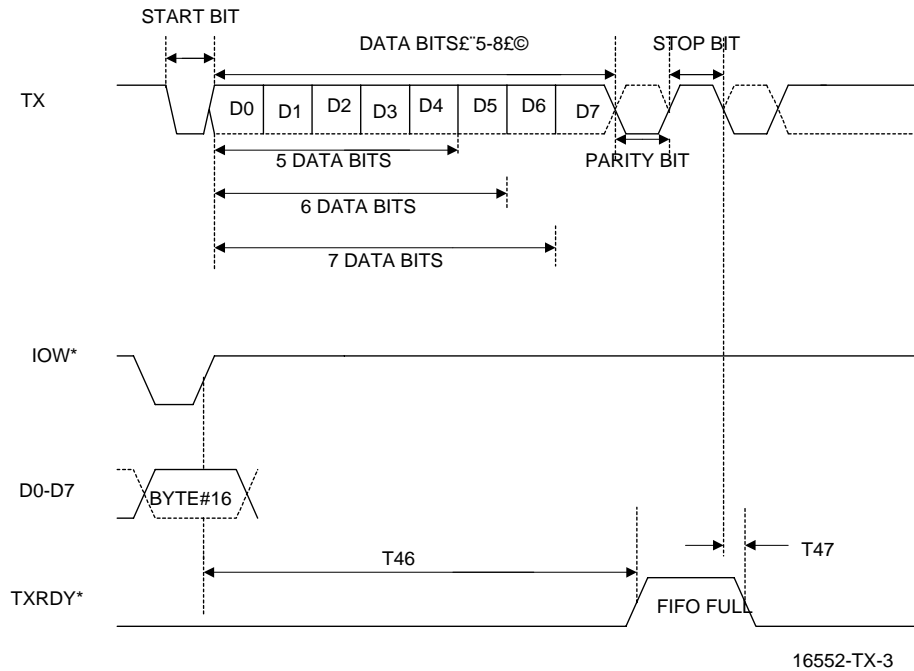 START BIT
DATA BITS£¨5-8£©
STOP BIT
TX
D0 D1 D2 D3 D4 D5 D6 D7
5 DATA BITS
PARITY BIT
6 DATA BITS
7 DATA BITS
IOW*
D0-D7
BYTE#16
T46
T47
TXRDY*
FIFO FULL
16552-TX-3